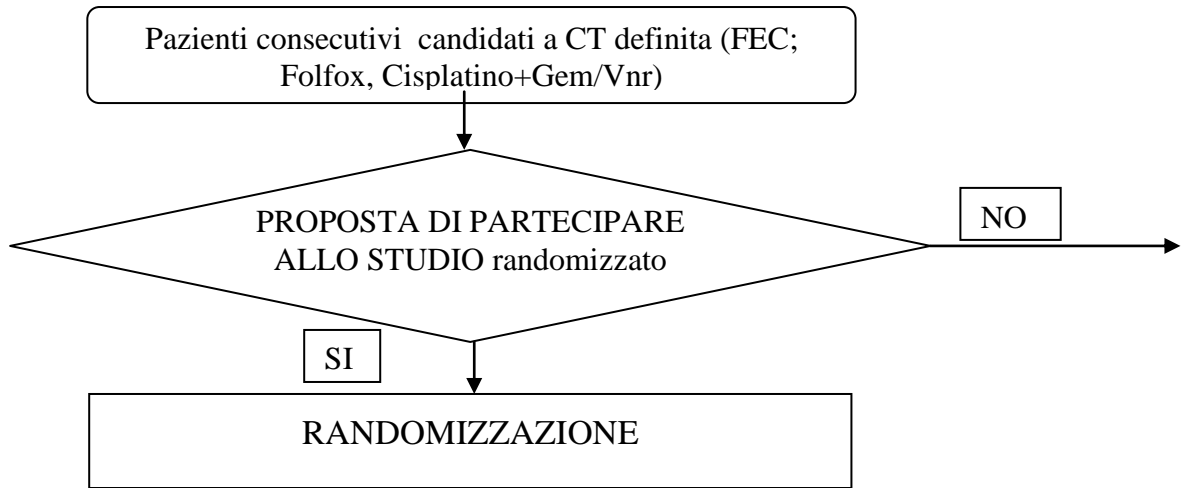 Pazienti consecutivi candidati a CT definita (FEC;
Folfox, Cisplatino+Gem/Vnr)
PROPOSTA DI PARTECIPARE
ALLO STUDIO randomizzato
NO
SI
RANDOMIZZAZIONE